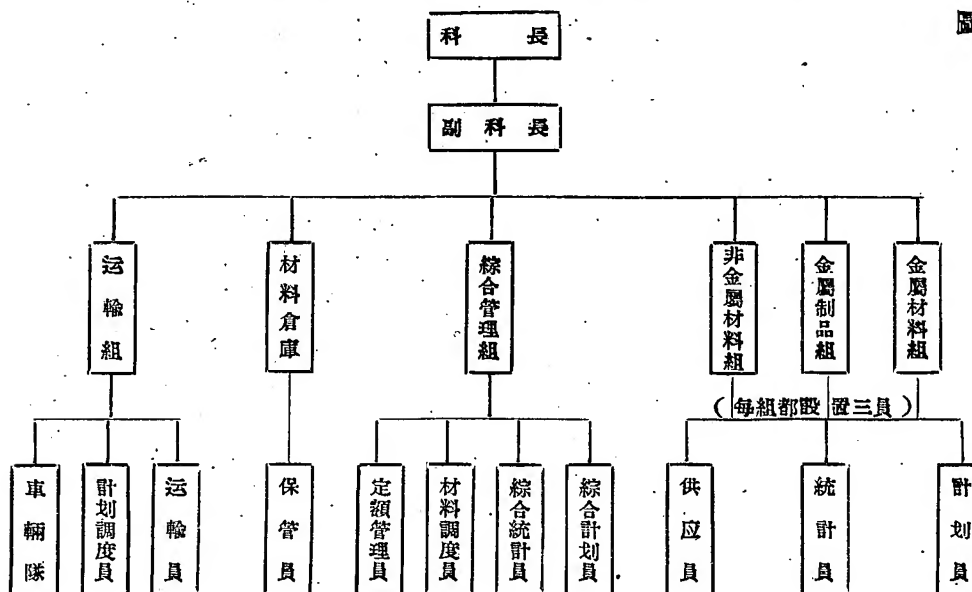 圖
科長
副科長
运輸組
材料倉庫
綜合管理組
非金屬材料組
金屬制品組
金屬材料組
(每組都設置三員)
車輛隊
計划調度員
运輸員
保管員
定額管理員
材料調度員
綜合統計員
綜合計划員
供应員
統計員
計划員